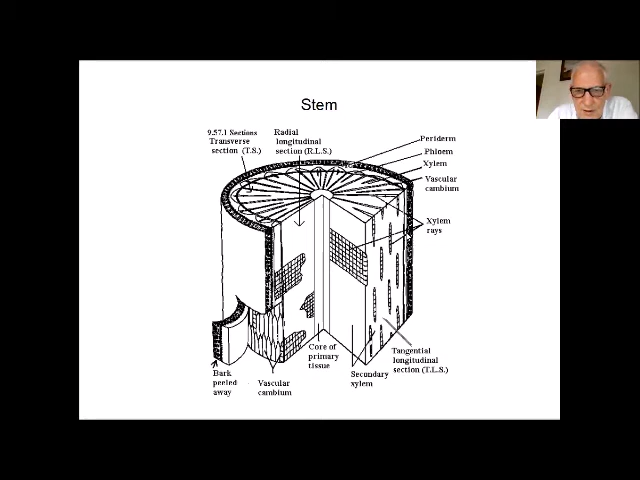 Stem
9.57.1 Sections
Transverse
section (T.S.)
Radial
longitudinal
section (R.L.S.)
Periderm
Phloem
Xylem
Vascular
cambium
Xylem
rays
Bark
peeled
away
Vascular
cambium
Core of
primary
tissue
Secondary
xylem
Tangential
longitudinal
section (T.L.S.)